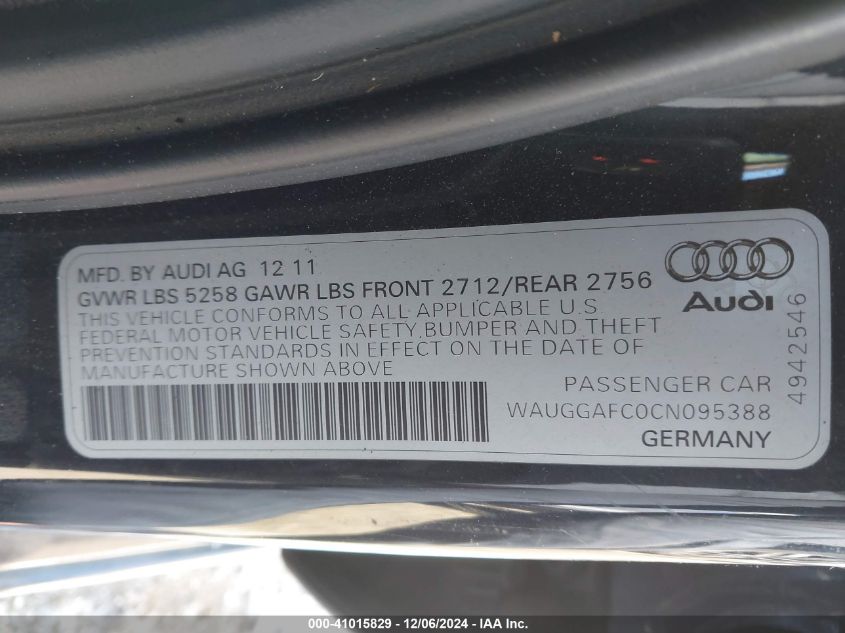 MFD. BY AUDI AG 12 11
GVWR LBS 5258 GAWR LBS FRONT 2712/REAR 2756
THIS VEHICLE CONFORMS TO ALL APPLICABLE U.S
FEDERAL MOTOR VEHICLE SAFETY,BUMPER AND THEFT
PREVENTION STANDARDS IN EFFECT ON THE DATE OF
MANUFACTURE SHOWN ABOVE
Audi
4942546
PASSENGER CAR
WAUGGAFC0CN095388
GERMANY
000-41015829 - 12/06/2024 - IAA Inc.